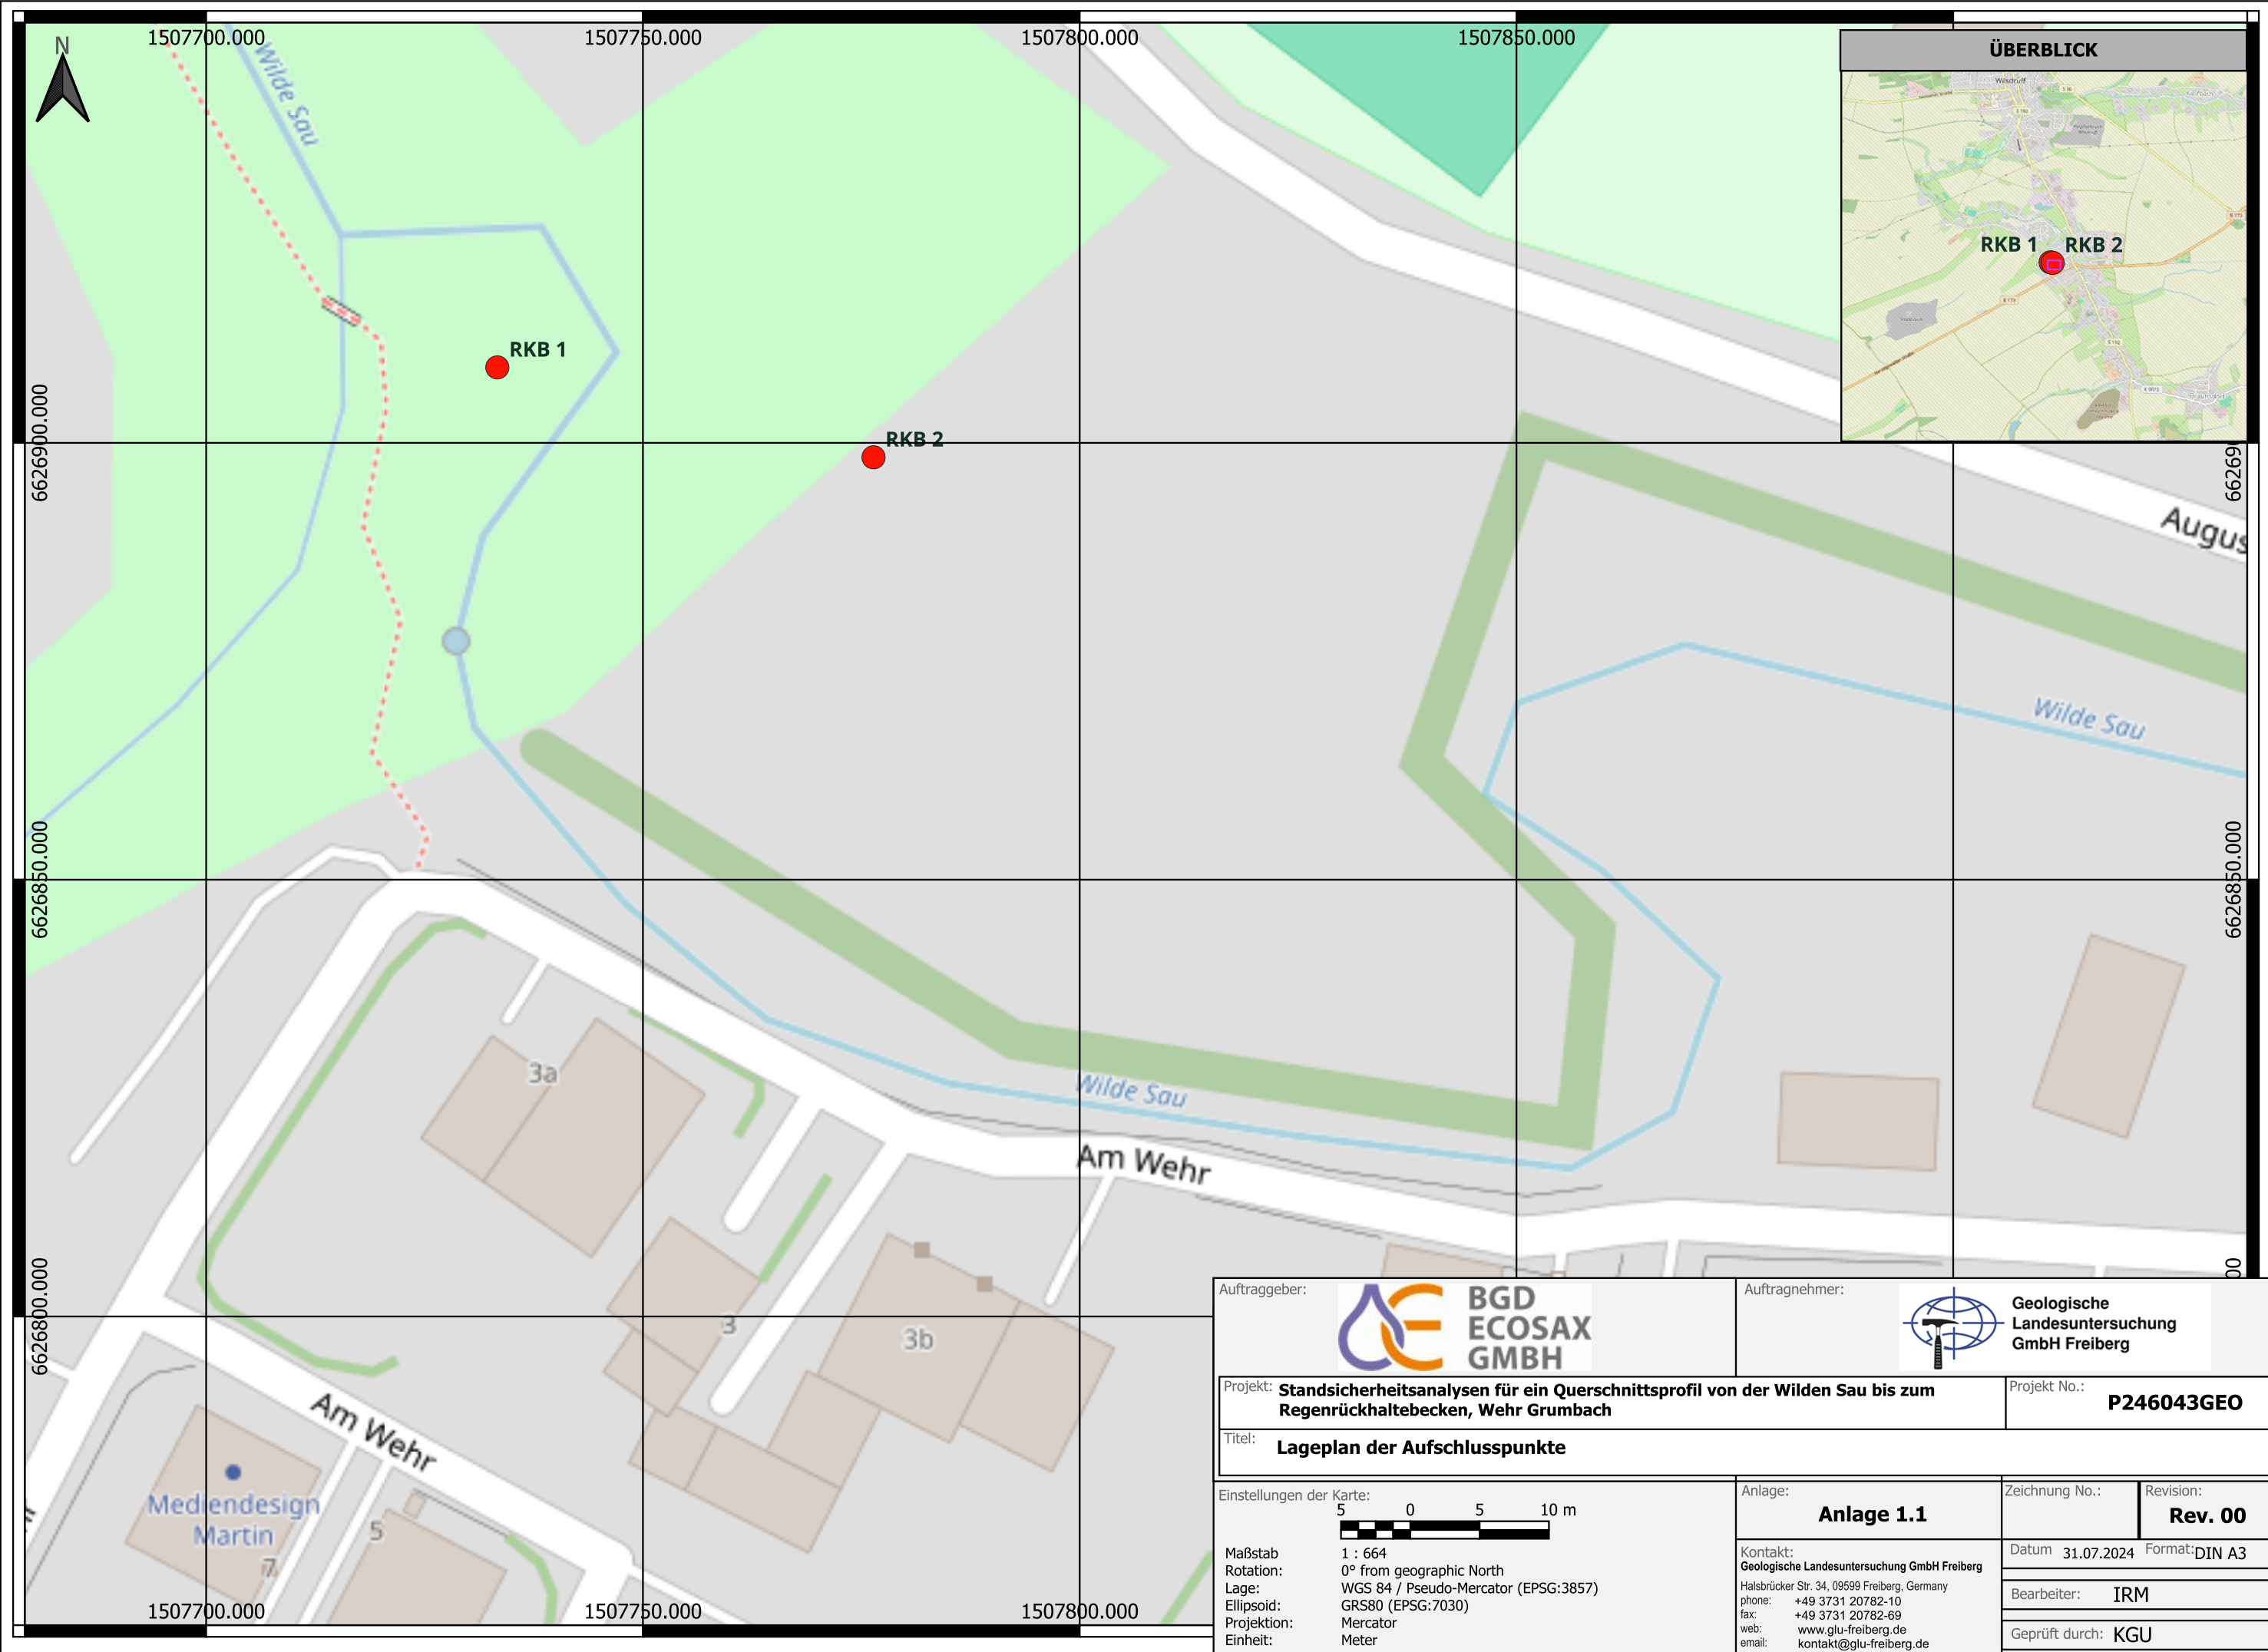 1507700.000
1507750.000
1507800.000
1507850.000
N
Wilde Sau
ÜBERBLICK
Wilsdruff
RKB 1
RKB 2
RKB 1
RKB 2
6626900.000
66269
Augus
Wilde Sau
6626850.000
6626850.000
3a
Wilde Sau
Am Wehr
6626800.000
00
3
3b
Am Wehr
Mediendesign
Martin
5
7
1507700.000
1507750.000
1507800.000
Auftraggeber:
BGD
ECOSAX
GMBH
Auftragnehmer:
Geologische
Landesuntersuchung
GmbH Freiberg
Projekt: Standsicherheitsanalysen für ein Querschnittsprofil von der Wilden Sau bis zum
Regenrückhaltebecken, Wehr Grumbach
Projekt No.:
P246043GEO
Titel: Lageplan der Aufschlusspunkte
Einstellungen der Karte:
5 0 5 10 m
Maßstab 1 : 664
Rotation: 0° from geographic North
Lage: WGS 84 / Pseudo-Mercator (EPSG:3857)
Ellipsoid: GRS80 (EPSG:7030)
Projektion: Mercator
Einheit: Meter
Anlage:
Anlage 1.1
Zeichnung No.:
Revision:
Rev. 00
Kontakt:
Geologische Landesuntersuchung GmbH Freiberg
Halsbrücker Str. 34, 09599 Freiberg, Germany
phone: +49 3731 20782-10
fax: +49 3731 20782-69
web: www.glu-freiberg.de
email: kontakt@glu-freiberg.de
Datum 31.07.2024 Format: DIN A3
Bearbeiter: IRM
Geprüft durch: KGU